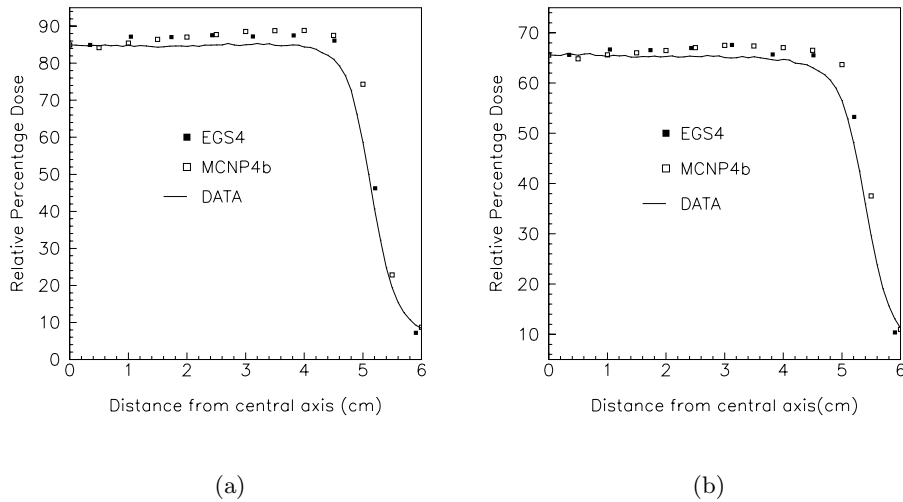 90
80
70
60
50
40
30
20
10
0
Relative Percentage Dose
EGS4
MCNP4b
DATA
0 1 2 3 4 5 6
Distance from central axis (cm)
(a)
70
60
50
40
30
20
10
Relative Percentage Dose
EGS4
MCNP4b
DATA
0 1 2 3 4 5 6
Distance from central axis(cm)
(b)